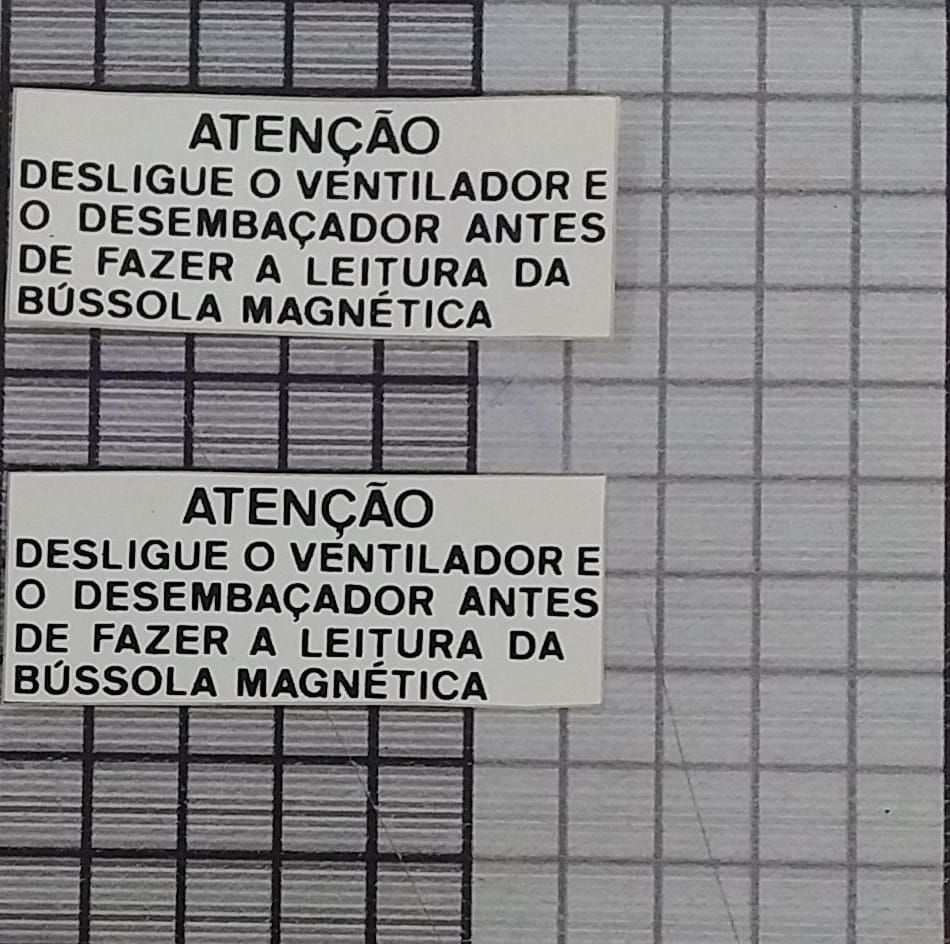 ATENÇÃO
DESLIGUE O VENTILADOR E
O DESEMBAÇADOR ANTES
DE FAZER A LEITURA DA
BÚSSOLA MAGNÉTICA
ATENÇÃO
DESLIGUE O VENTILADOR E
O DESEMBAÇADOR ANTES
DE FAZER A LEITURA DA
BÚSSOLA MAGNÉTICA